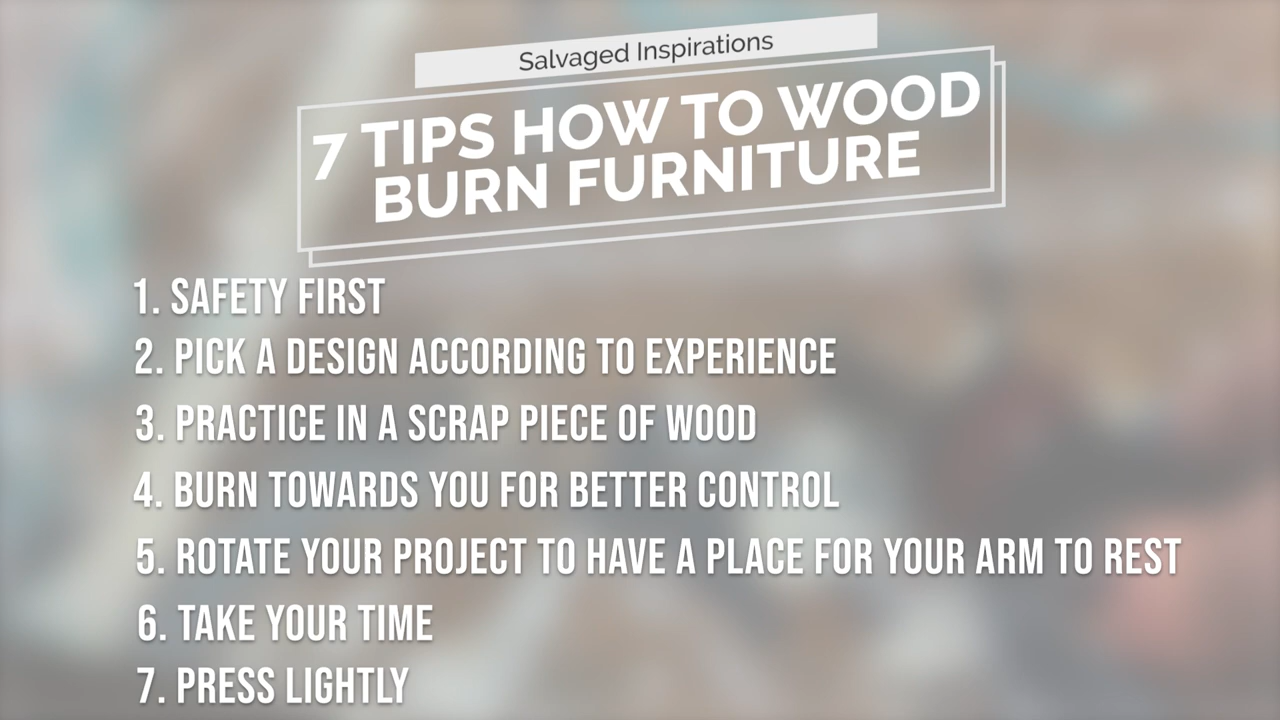 Salvaged Inspirations
7 TIPS HOW TO WOOD
BURN FURNITURE
1. SAFETY FIRST
2. PICK A DESIGN ACCORDING TO EXPERIENCE
3. PRACTICE IN A SCRAP PIECE OF WOOD
4. BURN TOWARDS YOU FOR BETTER CONTROL
5. ROTATE YOUR PROJECT TO HAVE A PLACE FOR YOUR ARM TO REST
6. TAKE YOUR TIME
7. PRESS LIGHTLY